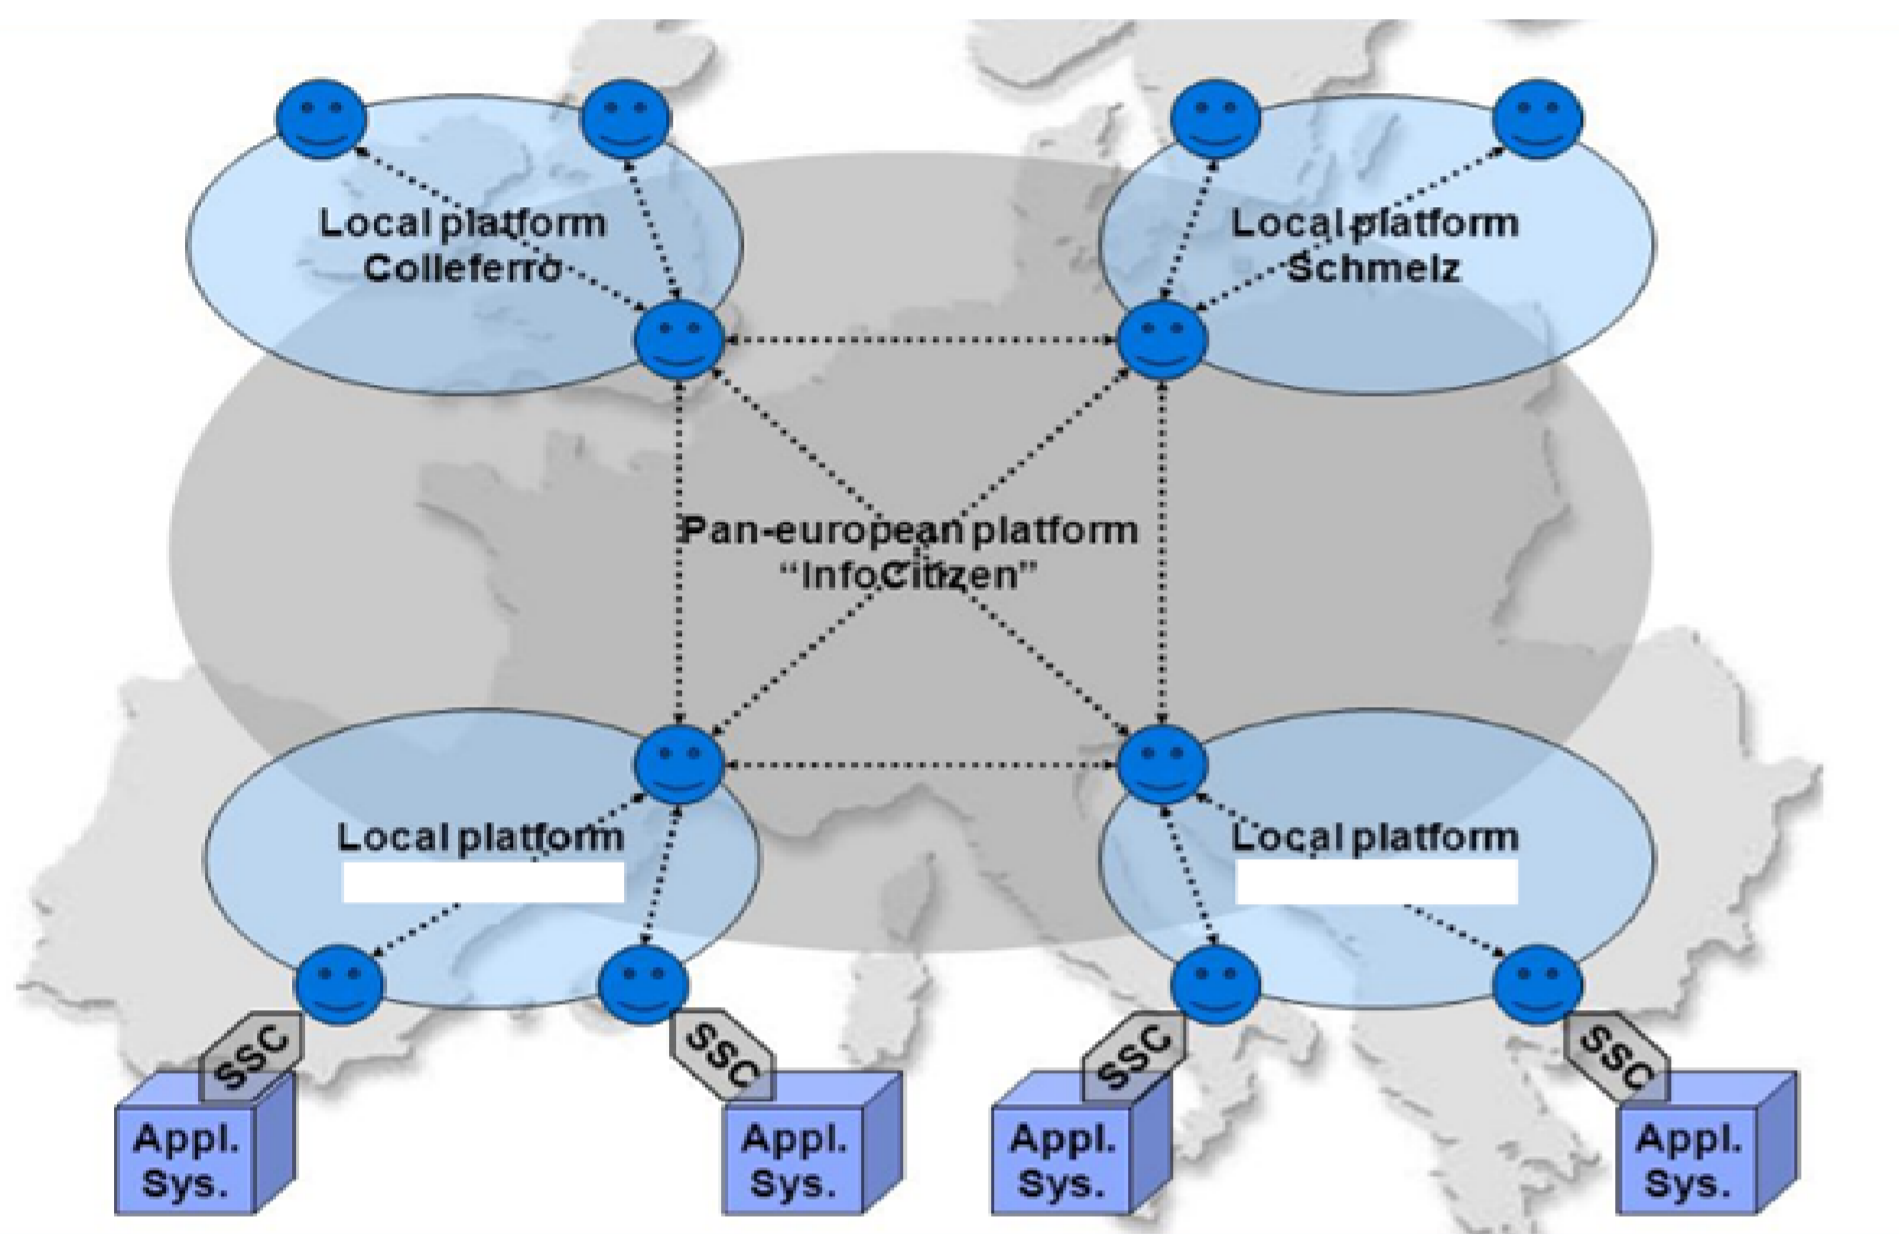 Local platform
Colleferro
Local platform
Schmelz
Pan-european platform
“InfoCitizen”
Local platform
Local platform
SSC
SSC
SSC
SSC
Appl.
Sys.
Appl.
Sys.
Appl.
Sys.
Appl.
Sys.